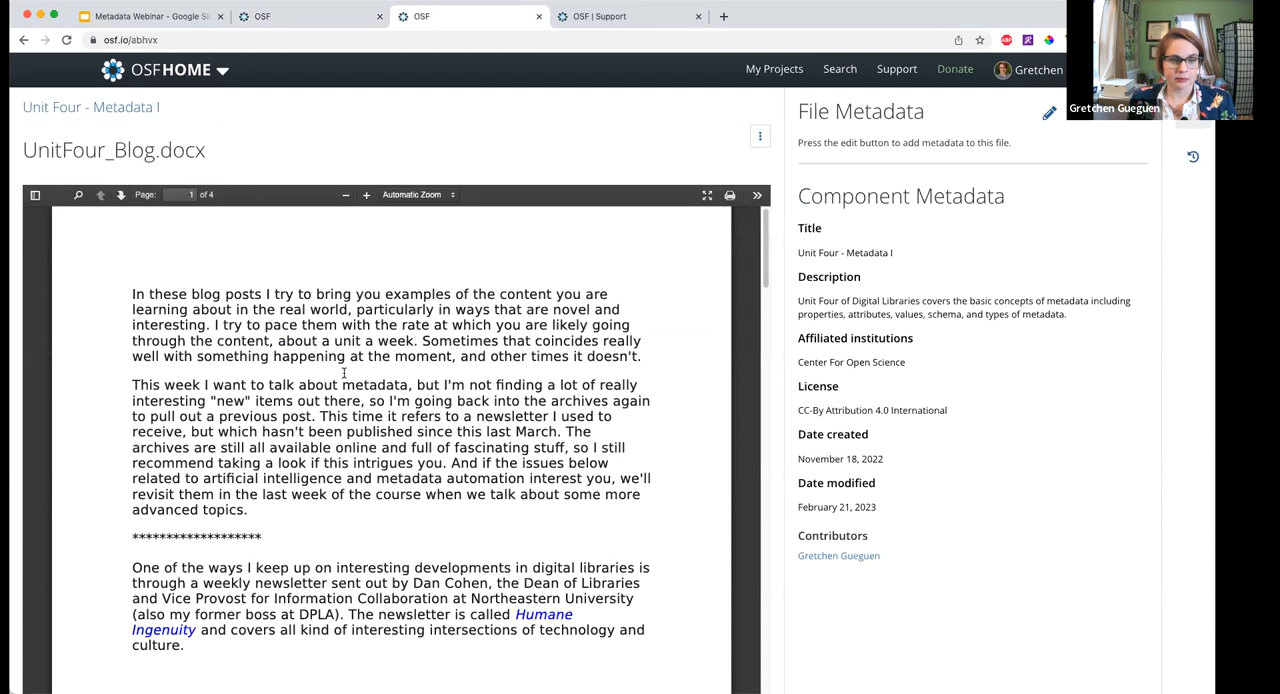 Metadata Webinar - Google Sli
OSF
OSF
OSF | Support
osf.io/abhvx
ABP
OSFHOME
My Projects
Search
Support
Donate
Gretchen
Gretchen Gueguen
Unit Four - Metadata I
UnitFour_Blog.docx
Page: 1 of 4
Automatic Zoom
In these blog posts I try to bring you examples of the content you are
learning about in the real world, particularly in ways that are novel and
interesting. I try to pace them with the rate at which you are likely going
through the content, about a unit a week. Sometimes that coincides really
well with something happening at the moment, and other times it doesn't.
This week I want to talk about metadata, but I'm not finding a lot of really
interesting "new" items out there, so I'm going back into the archives again
to pull out a previous post. This time it refers to a newsletter I used to
receive, but which hasn't been published since this last March. The
archives are still all available online and full of fascinating stuff, so I still
recommend taking a look if this intrigues you. And if the issues below
related to artificial intelligence and metadata automation interest you, we'll
revisit them in the last week of the course when we talk about some more
advanced topics.
*******************
One of the ways I keep up on interesting developments in digital libraries is
through a weekly newsletter sent out by Dan Cohen, the Dean of Libraries
and Vice Provost for Information Collaboration at Northeastern University
(also my former boss at DPLA). The newsletter is called Humane
Ingenuity and covers all kind of interesting intersections of technology and
culture.
File Metadata
Press the edit button to add metadata to this file.
Component Metadata
Title
Unit Four - Metadata I
Description
Unit Four of Digital Libraries covers the basic concepts of metadata including
properties, attributes, values, schema, and types of metadata.
Affiliated institutions
Center For Open Science
License
CC-By Attribution 4.0 International
Date created
November 18, 2022
Date modified
February 21, 2023
Contributors
Gretchen Gueguen